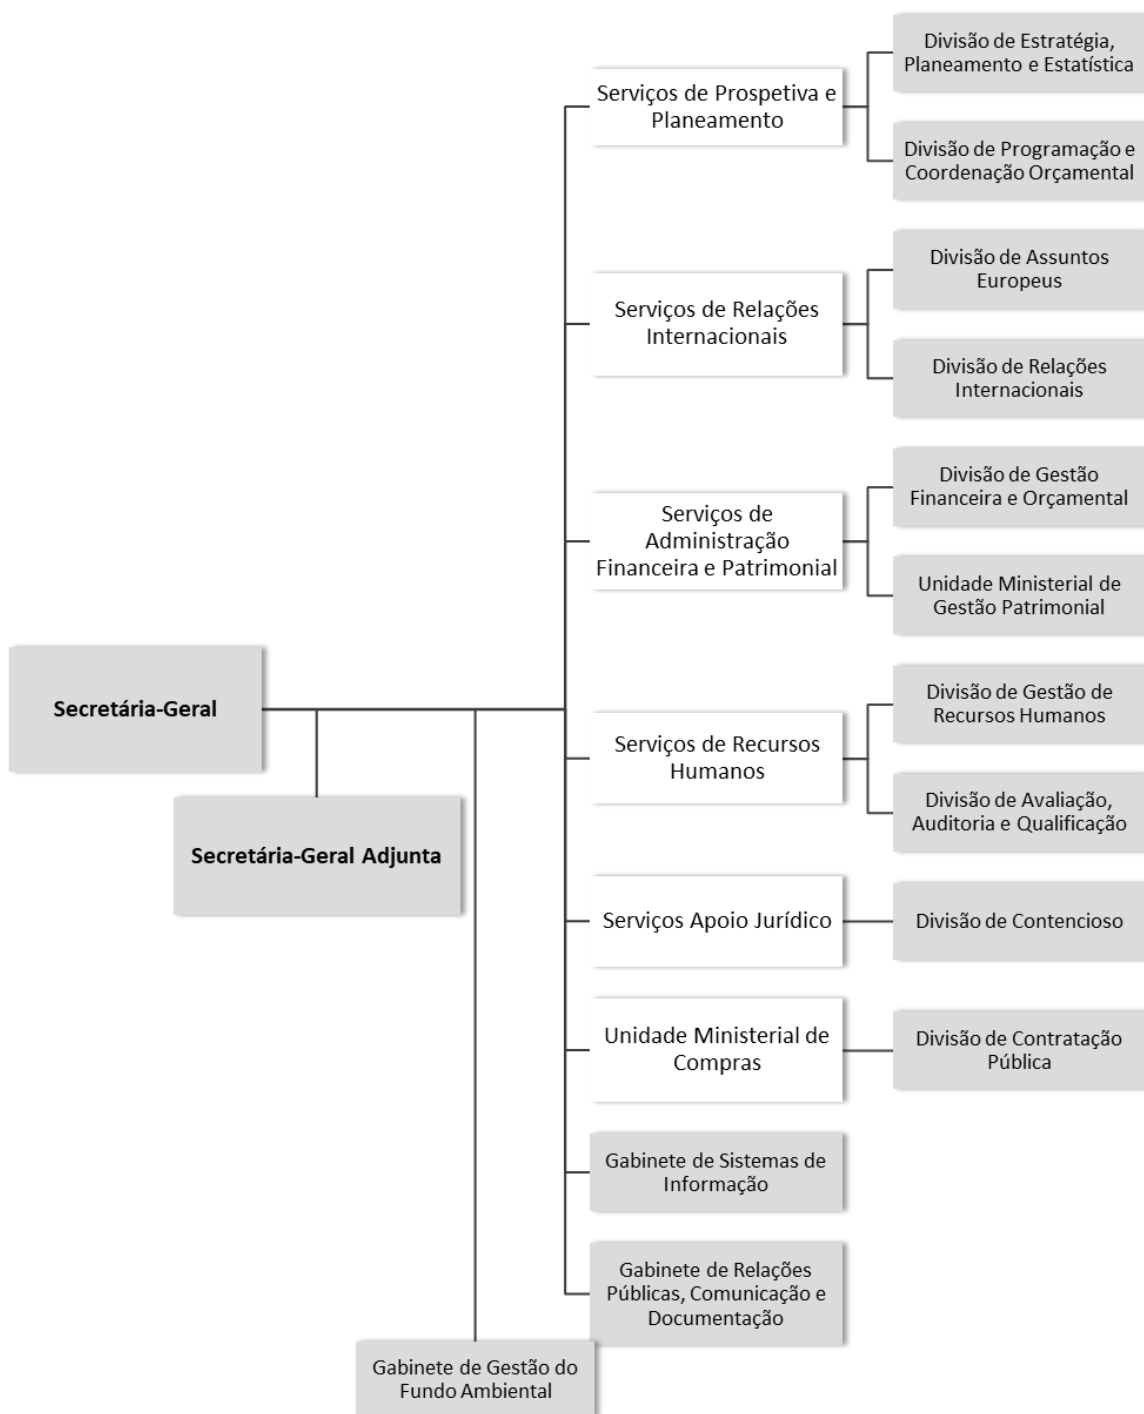 Secretária-Geral
Secretária-Geral Adjunta
Serviços de Prospetiva e
Planeamento
Divisão de Estratégia,
Planeamento e Estatística
Divisão de Programação e
Coordenação Orçamental
Serviços de Relações
Internacionais
Divisão de Assuntos
Europeus
Divisão de Relações
Internacionais
Serviços de
Administração
Financeira e Patrimonial
Divisão de Gestão
Financeira e Orçamental
Unidade Ministerial de
Gestão Patrimonial
Serviços de Recursos
Humanos
Divisão de Gestão de
Recursos Humanos
Divisão de Avaliação,
Auditoria e Qualificação
Serviços Apoio Jurídico
Divisão de Contencioso
Unidade Ministerial de
Compras
Divisão de Contratação
Pública
Gabinete de Sistemas de
Informação
Gabinete de Relações
Públicas, Comunicação e
Documentação
Gabinete de Gestão do
Fundo Ambiental